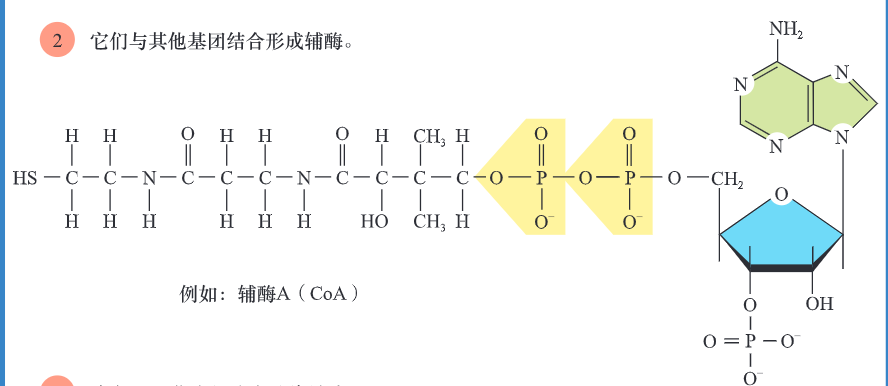 2 它们与其他基团结合形成辅酶。
NH₂
N N
N N
H H O H H O H CH₃ H O O
HS C C N C C C N C C C C O P O P O CH₂
H H H H H H HO CH₃ H O⁻ O⁻
O
例如：辅酶A（CoA）
O OH
O P O⁻
O⁻